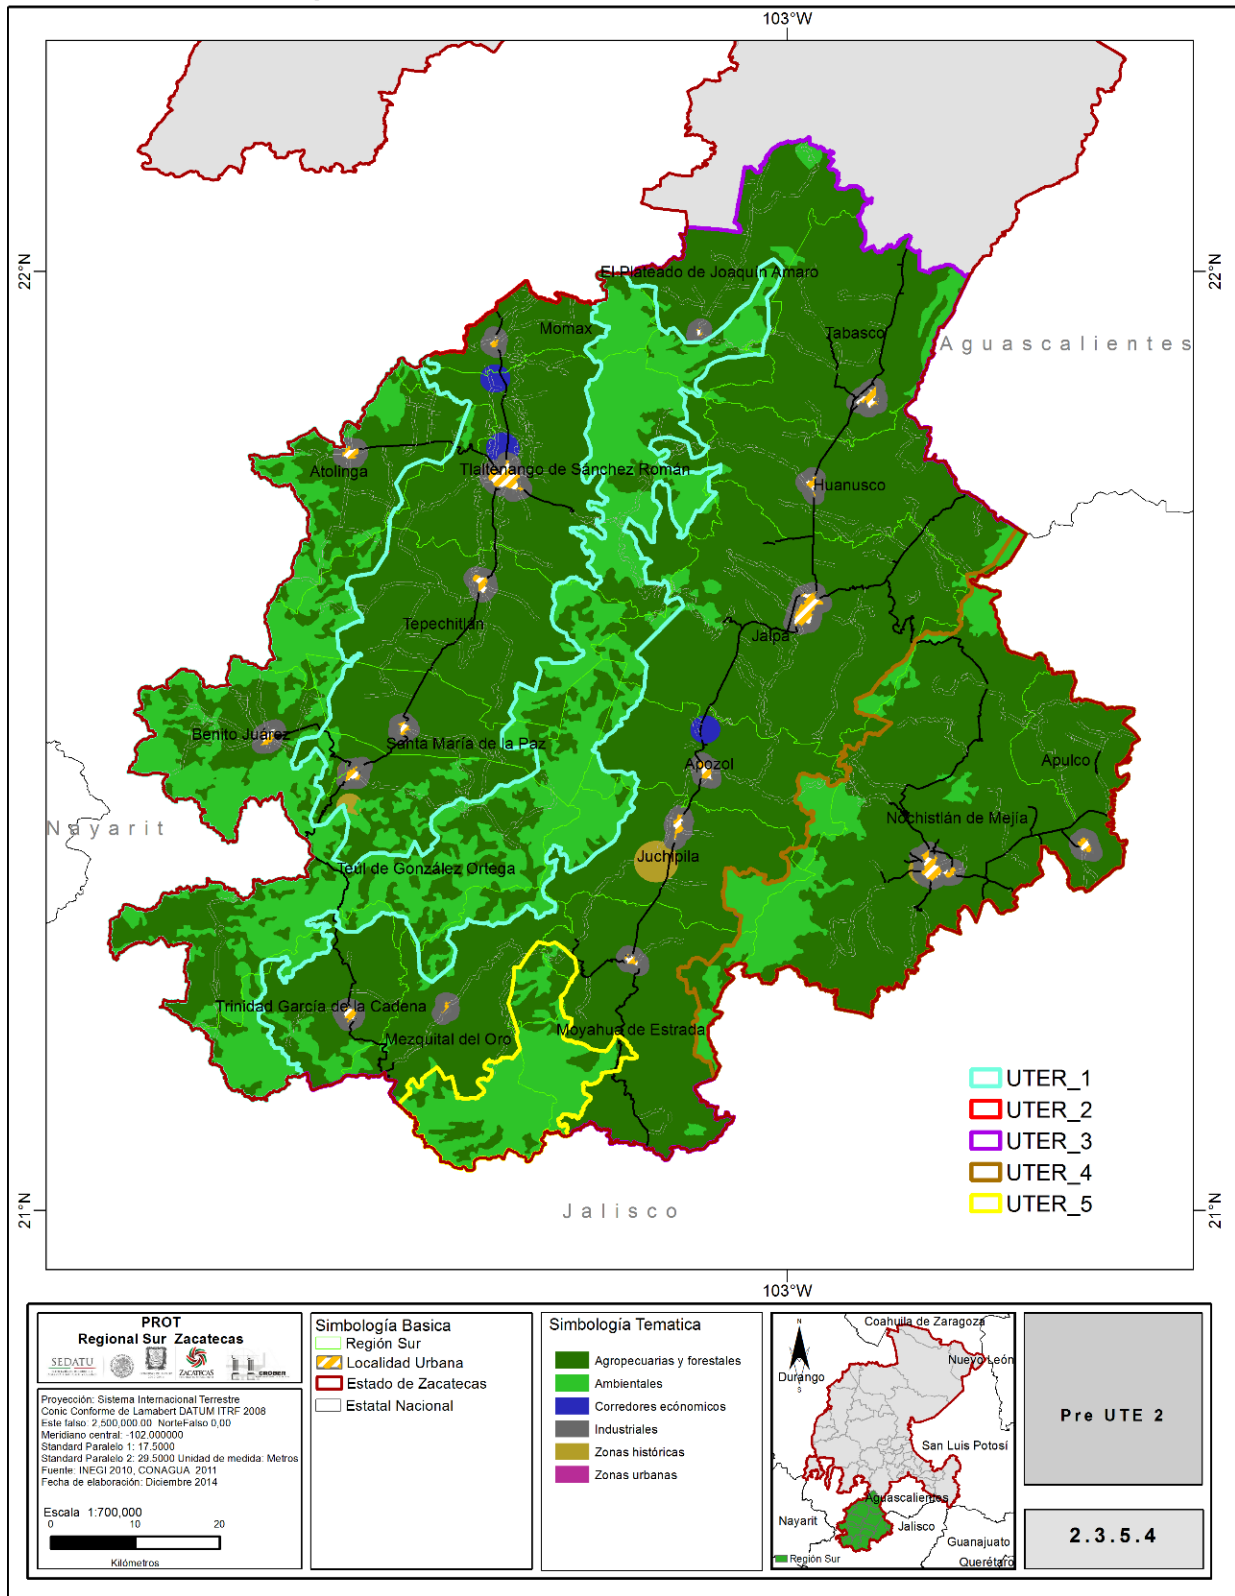 103°W
22°N
22°N
El Plateado de Joaquín Amaro
Momax
Tabasco
Aguascalientes
Atolinga
Tlaltenango de Sánchez Román
Huanusco
Tepechitlán
Jalpa
Benito Juárez
Santa María de la Paz
Apozol
Apulco
Nayarit
Nochistlán de Mejía
Juchipila
Teúl de González Ortega
Trinidad García de la Cadena
Mezquital del Oro
Moyahua de Estrada
Jalisco
UTER_1
UTER_2
UTER_3
UTER_4
UTER_5
21°N
21°N
103°W
PROT
Regional Sur Zacatecas
SEDATU
ZACATECAS
Proyección: Sistema Internacional Terrestre
Conic Conforme de Lamabert DATUM ITRF 2008
Este falso: 2,500,000.00 NorteFalso 0,00
Meridiano central: -102.000000
Standard Paralelo 1: 17.5000
Standard Paralelo 2: 29.5000 Unidad de medida: Metros
Fuente: INEGI 2010, CONAGUA 2011
Fecha de elaboración: Diciembre 2014
Escala 1:700,000
0 10 20
Kilómetros
Simbología Basica
Región Sur
Localidad Urbana
Estado de Zacatecas
Estatal Nacional
Simbología Tematica
Agropecuarias y forestales
Ambientales
Corredores ecónomicos
Industriales
Zonas históricas
Zonas urbanas
N
S
Coahuila de Zaragoza
Nuevo León
Durango
San Luis Potosí
Aguascalientes
Nayarit
Jalisco
Guanajuato
Querétaro
Región Sur
Pre UTE 2
2.3.5.4